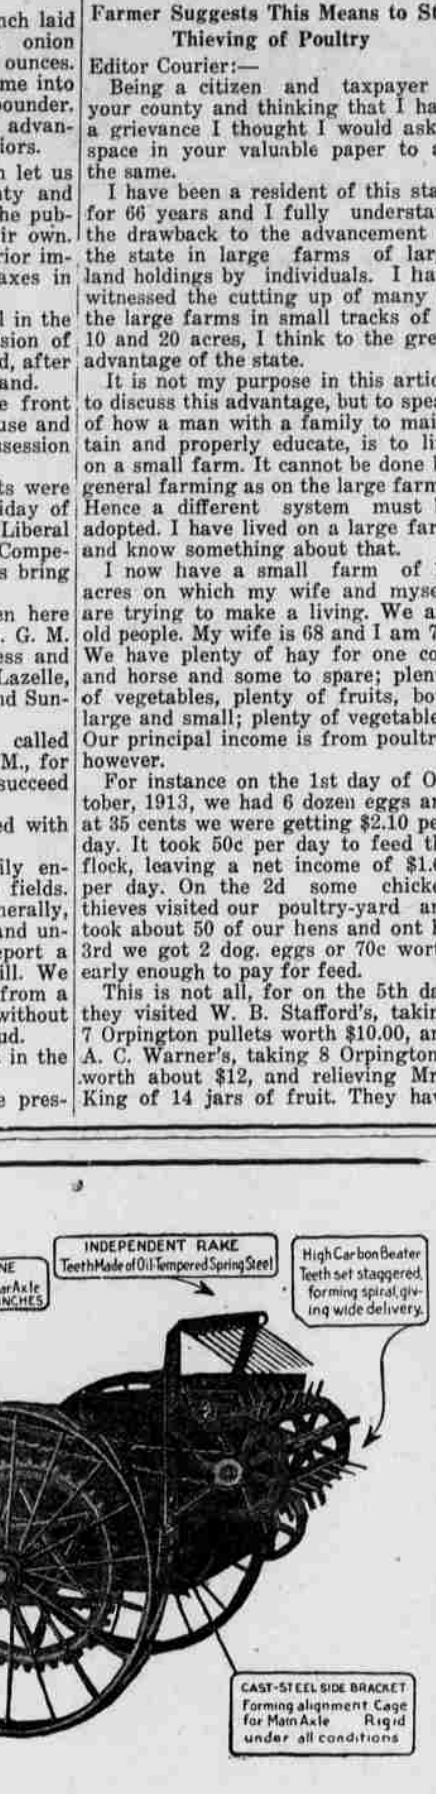 nch laid
onion
ounces.
me into
pounder.
advan-
iors.
let us
nty and
he pub-
ir own.
rior im-
axes in
l in the
sion of
d, after
and.
e front
use and
ssession
ts were
iday of
Liberal
Compe-
s bring
en here
. G. M.
ess and
Lazelle,
nd Sun-
called
M., for
succeed
ed with
ily en-
fields.
nerally,
and un-
eport a
ill. We
from a
without
ud.
in the
e pres-
Farmer Suggests This Means to St
Thieving of Poultry
Editor Courier:—
Being a citizen and taxpayer
your county and thinking that I ha
a grievance I thought I would ask
space in your valuable paper to a
the same.
I have been a resident of this sta
for 66 years and I fully understa
the drawback to the advancement
the state in large farms of lar
land holdings by individuals. I ha
witnessed the cutting up of many
the large farms in small tracks of
10 and 20 acres, I think to the gre
advantage of the state.
It is not my purpose in this artic
to discuss this advantage, but to spea
of how a man with a family to mai
tain and properly educate, is to li
on a small farm. It cannot be done b
general farming as on the large farm
Hence a different system must
adopted. I have lived on a large far
and know something about that.
I now have a small farm of
acres on which my wife and myse
are trying to make a living. We a
old people. My wife is 68 and I am 7
We have plenty of hay for one co
and horse and some to spare; plen
of vegetables, plenty of fruits, bo
large and small; plenty of vegetable
Our principal income is from poultr
however.
For instance on the 1st day of O
tober, 1913, we had 6 dozen eggs an
at 35 cents we were getting $2.10 pe
day. It took 50c per day to feed th
flock, leaving a net income of $1.6
per day. On the 2d some chicke
thieves visited our poultry-yard an
took about 50 of our hens and ont h
3rd we got 2 dog. eggs or 70c wort
early enough to pay for feed.
This is not all, for on the 5th da
they visited W. B. Stafford's, takin
7 Orpington pullets worth $10.00, an
A. C. Warner's, taking 8 Orpington
worth about $12, and relieving Mr
King of 14 jars of fruit. They hav
NE
ar Axle
INCHES
INDEPENDENT RAKE
Teeth Made of Oil-Tempered Spring Steel
High Carbon Beater
Teeth set staggered,
forming spiral, giv-
ing wide delivery.
CAST-STEEL SIDE BRACKET
Forming alignment Cage
for Main Axle Rigid
under all conditions